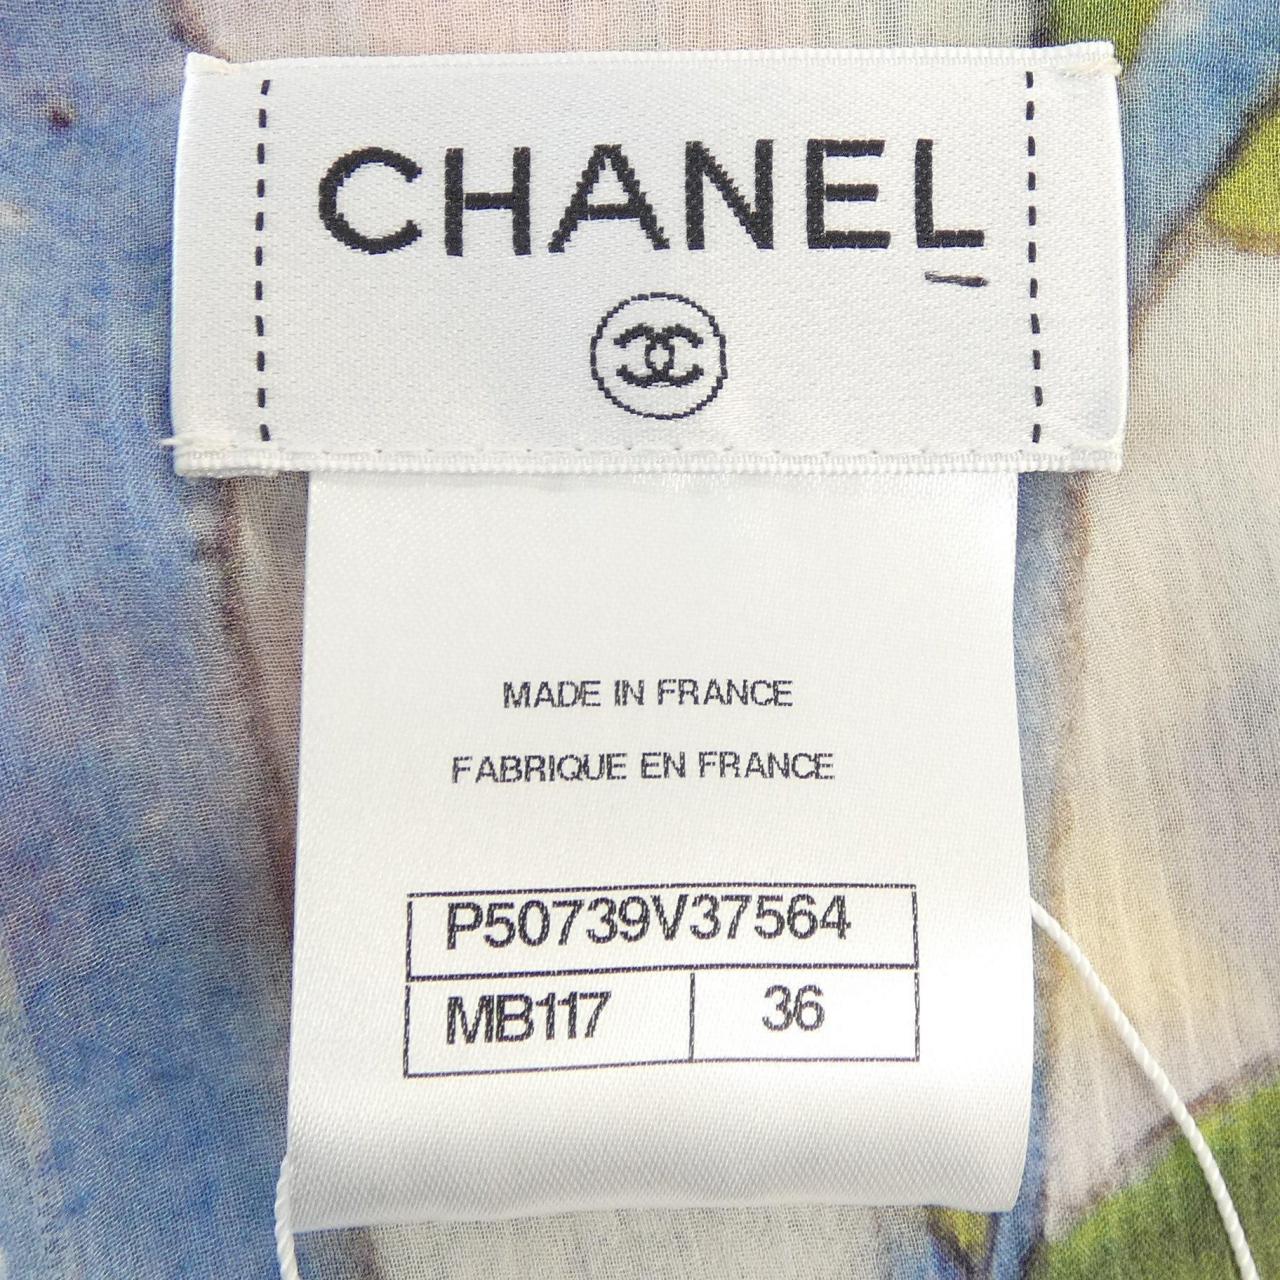 CHANEL
MADE IN FRANCE
FABRIQUE EN FRANCE
P50739V37564
MB117 36